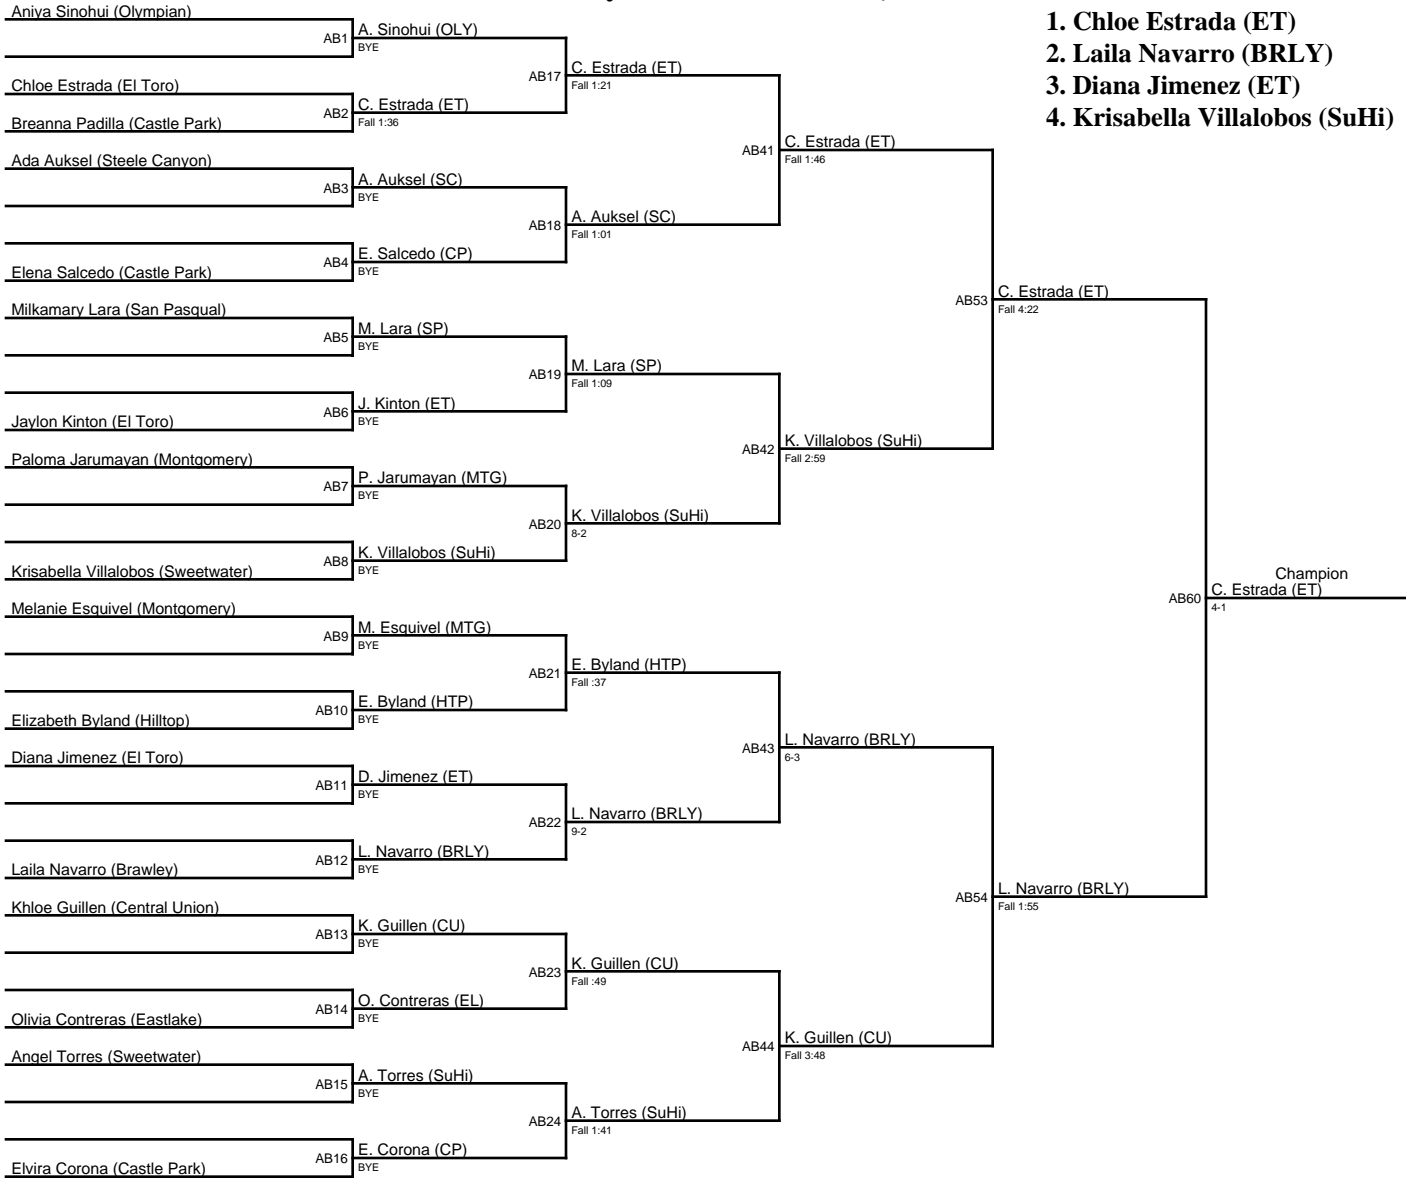 1. Chloe Estrada (ET)
2. Laila Navarro (BRLY)
3. Diana Jimenez (ET)
4. Krisabella Villalobos (SuHi)
Aniya Sinohui (Olympian)
AB1
A. Sinohui (OLY)
BYE
Chloe Estrada (El Toro)
Breanna Padilla (Castle Park)
AB2
C. Estrada (ET)
Fall 1:36
Ada Auksel (Steele Canyon)
AB3
A. Auksel (SC)
BYE
Elena Salcedo (Castle Park)
AB4
E. Salcedo (CP)
BYE
Milkamary Lara (San Pasqual)
AB5
M. Lara (SP)
BYE
Jaylon Kinton (El Toro)
AB6
J. Kinton (ET)
BYE
Paloma Jarumayan (Montgomery)
AB7
P. Jarumayan (MTG)
BYE
Krisabella Villalobos (Sweetwater)
AB8
K. Villalobos (SuHi)
BYE
Melanie Esquivel (Montgomery)
AB9
M. Esquivel (MTG)
BYE
Elizabeth Byland (Hilltop)
AB10
E. Byland (HTP)
BYE
Diana Jimenez (El Toro)
AB11
D. Jimenez (ET)
BYE
Laila Navarro (Brawley)
AB12
L. Navarro (BRLY)
BYE
Khloe Guillen (Central Union)
AB13
K. Guillen (CU)
BYE
Olivia Contreras (Eastlake)
AB14
O. Contreras (EL)
BYE
Angel Torres (Sweetwater)
AB15
A. Torres (SuHi)
BYE
Elvira Corona (Castle Park)
AB16
E. Corona (CP)
BYE
AB17
C. Estrada (ET)
Fall 1:21
AB18
A. Auksel (SC)
Fall 1:01
AB19
M. Lara (SP)
Fall 1:09
AB20
K. Villalobos (SuHi)
8-2
AB21
E. Byland (HTP)
Fall :37
AB22
L. Navarro (BRLY)
9-2
AB23
K. Guillen (CU)
Fall :49
AB24
A. Torres (SuHi)
Fall 1:41
AB41
C. Estrada (ET)
Fall 1:46
AB42
K. Villalobos (SuHi)
Fall 2:59
AB43
L. Navarro (BRLY)
6-3
AB44
K. Guillen (CU)
Fall 3:48
AB53
C. Estrada (ET)
Fall 4:22
AB54
L. Navarro (BRLY)
Fall 1:55
Champion
AB60
C. Estrada (ET)
4-1